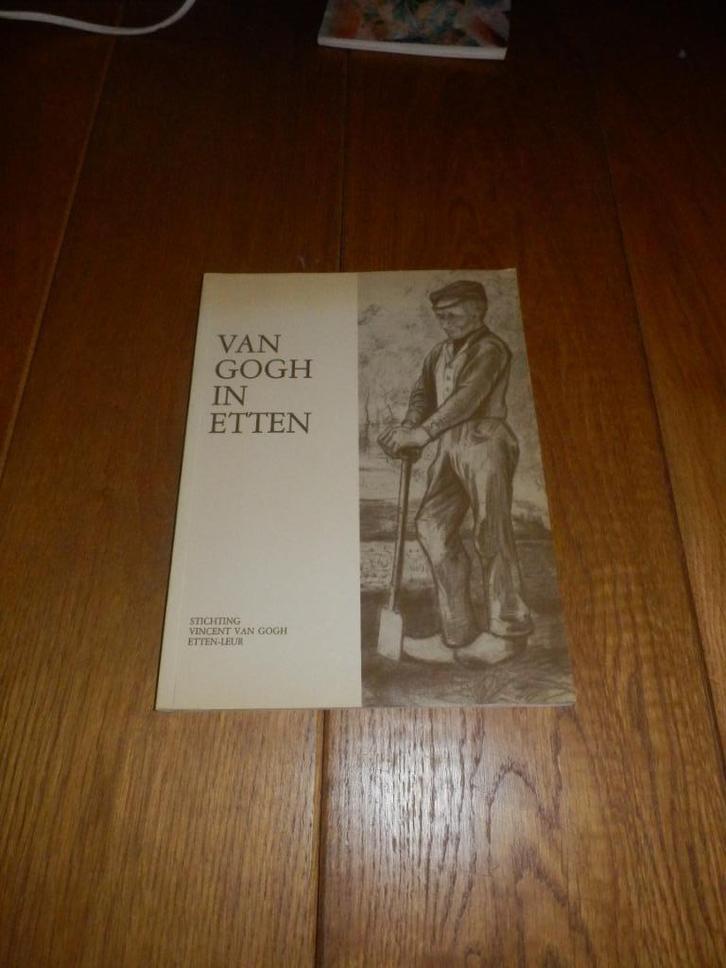 VAN
GOGH
IN
ETTEN
STICHTING
VINCENT VAN GOGH
ETTEN-LEUR